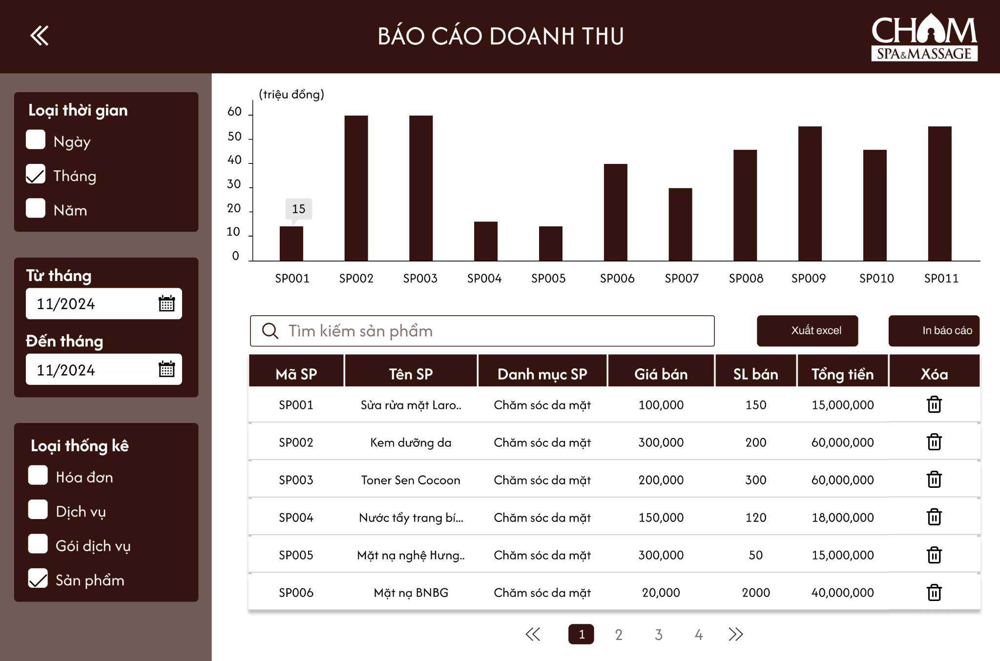 BÁO CÁO DOANH THU
CHAM
SPA&MASSAGE
Loại thời gian
Ngày
Tháng
Năm
Từ tháng
11/2024
Đến tháng
11/2024
Loại thống kê
Hóa đơn
Dịch vụ
Gói dịch vụ
Sản phẩm
(triệu đồng)
60
50
40
30
20
10
0
15
SP001 SP002 SP003 SP004 SP005 SP006 SP007 SP008 SP009 SP010 SP011
Tìm kiếm sản phẩm
Xuất excel
In báo cáo
Mã SP Tên SP Danh mục SP Giá bán SL bán Tổng tiền Xóa
SP001 Sửa rửa mặt Laro.. Chăm sóc da mặt 100,000 150 15,000,000
SP002 Kem dưỡng da Chăm sóc da mặt 300,000 200 60,000,000
SP003 Toner Sen Cocoon Chăm sóc da mặt 200,000 300 60,000,000
SP004 Nước tẩy trang bí... Chăm sóc da mặt 150,000 120 18,000,000
SP005 Mặt nạ nghệ Hưng.. Chăm sóc da mặt 300,000 50 15,000,000
SP006 Mặt nạ BNBG Chăm sóc da mặt 20,000 2000 40,000,000
1 2 3 4